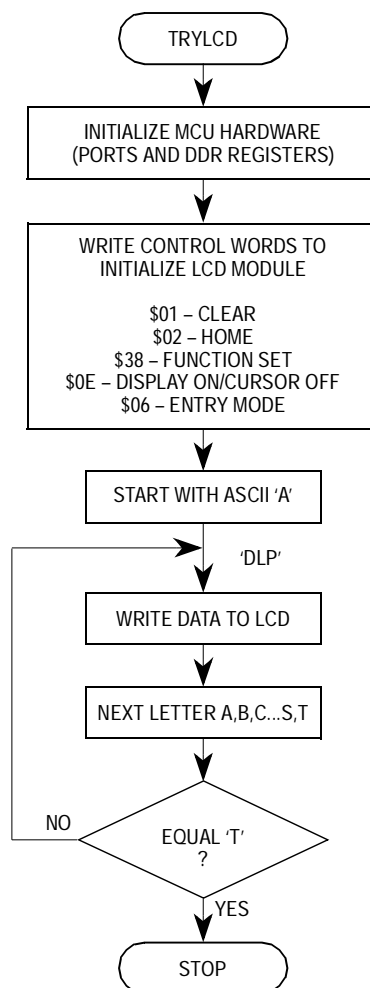 TRYLCD
INITIALIZE MCU HARDWARE
(PORTS AND DDR REGISTERS)
WRITE CONTROL WORDS TO
INITIALIZE LCD MODULE
$01 – CLEAR
$02 – HOME
$38 – FUNCTION SET
$0E – DISPLAY ON/CURSOR OFF
$06 – ENTRY MODE
START WITH ASCII ‘A’
‘DLP’
WRITE DATA TO LCD
NEXT LETTER A,B,C...S,T
NO
EQUAL ‘T’
?
YES
STOP